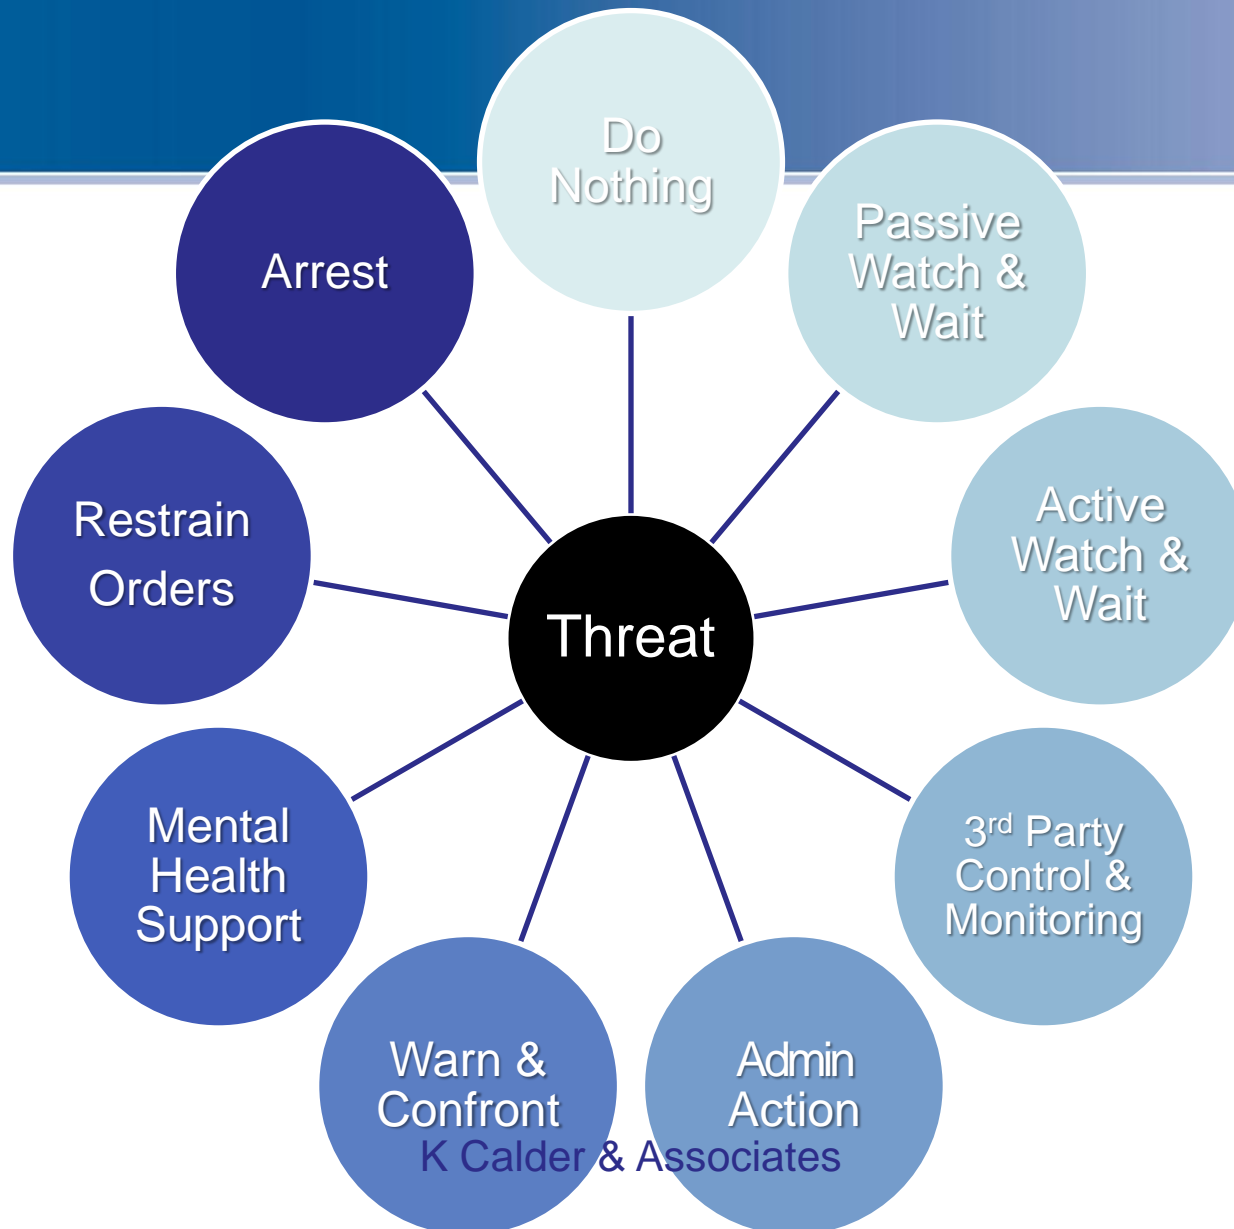 Do
Nothing
Passive
Watch &
Wait
Active
Watch &
Wait
3rd Party
Control &
Monitoring
Admin
Action
Warn &
Confront
Mental
Health
Support
Restrain
Orders
Arrest
Threat
K Calder & Associates